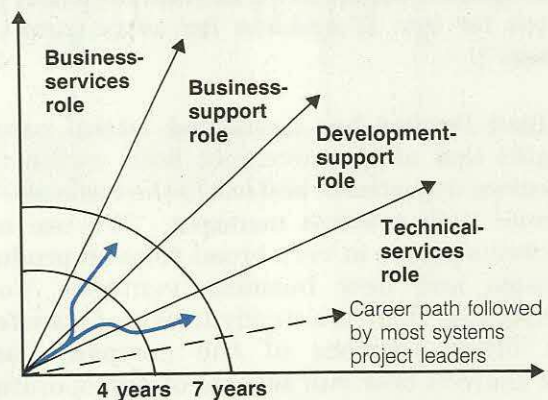 Business-
services
role
Business-
support
role
Development-
support
role
Technical-
services
role
Career path followed
by most systems
project leaders
4 years
7 years